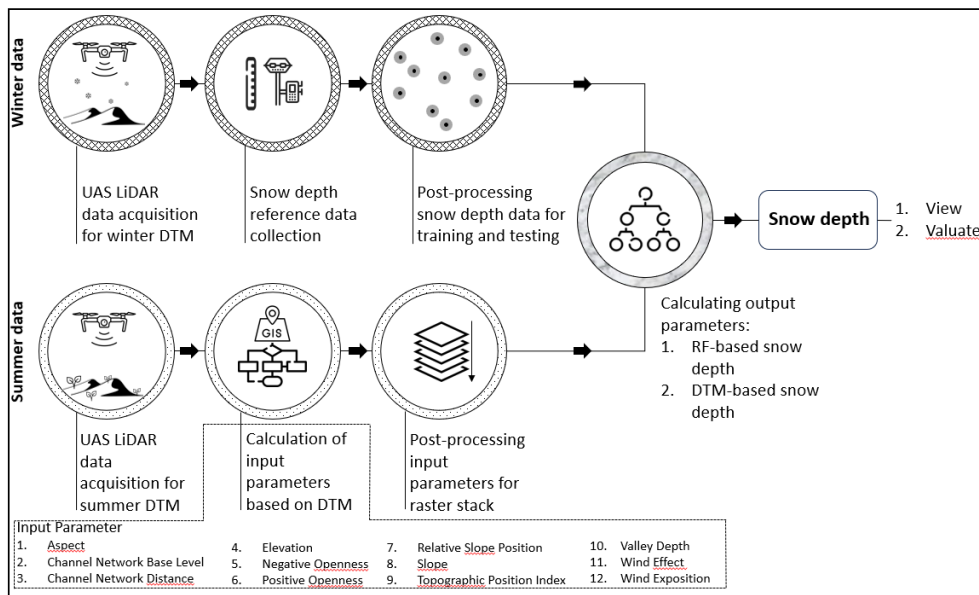 Winter data
UAS LiDAR
data acquisition
for winter DTM
Snow depth
reference data
collection
Post-processing
snow depth data for
training and testing
Snow depth
1. View
2. Valuate
Calculating output
parameters:
1. RF-based snow
depth
2. DTM-based snow
depth
Summer data
GIS
UAS LiDAR
data
acquisition for
summer DTM
Calculation of
input
parameters
based on DTM
Post-processing
input
parameters for
raster stack
Input Parameter
1. Aspect
2. Channel Network Base Level
3. Channel Network Distance
4. Elevation
5. Negative Openness
6. Positive Openness
7. Relative Slope Position
8. Slope
9. Topographic Position Index
10. Valley Depth
11. Wind Effect
12. Wind Exposition